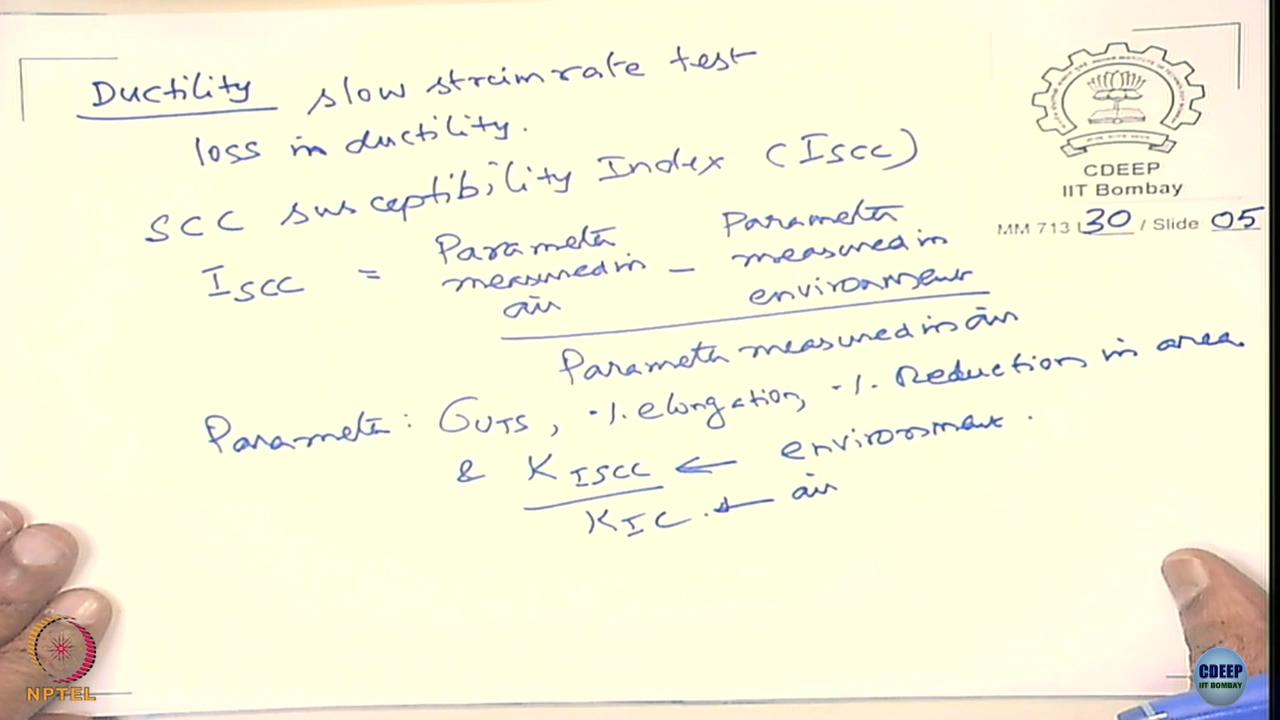 Ductility slow strain rate test
loss in ductility.
SCC susceptibility Index (Iscc)
ISCC = Parameter measured in air - Parameter measured in environment
Parameter measured in air
Parameter: σUTS, % elongation, % Reduction in area
& KISCC ← environment.
KIC. ← air
CDEEP
IIT Bombay
MM 713 L30 / Slide 05
NPTEL
CDEEP
IIT BOMBAY